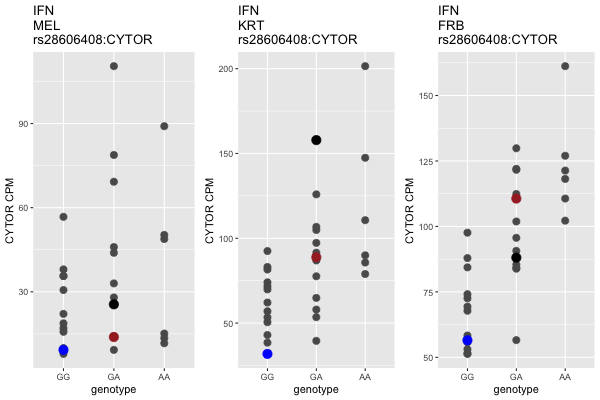 IFN
MEL
rs28606408:CYTOR
CYTOR CPM
90
60
30
GG
GA
AA
genotype
IFN
KRT
rs28606408:CYTOR
CYTOR CPM
200
150
100
50
GG
GA
AA
genotype
IFN
FRB
rs28606408:CYTOR
CYTOR CPM
150
125
100
75
50
GG
GA
AA
genotype